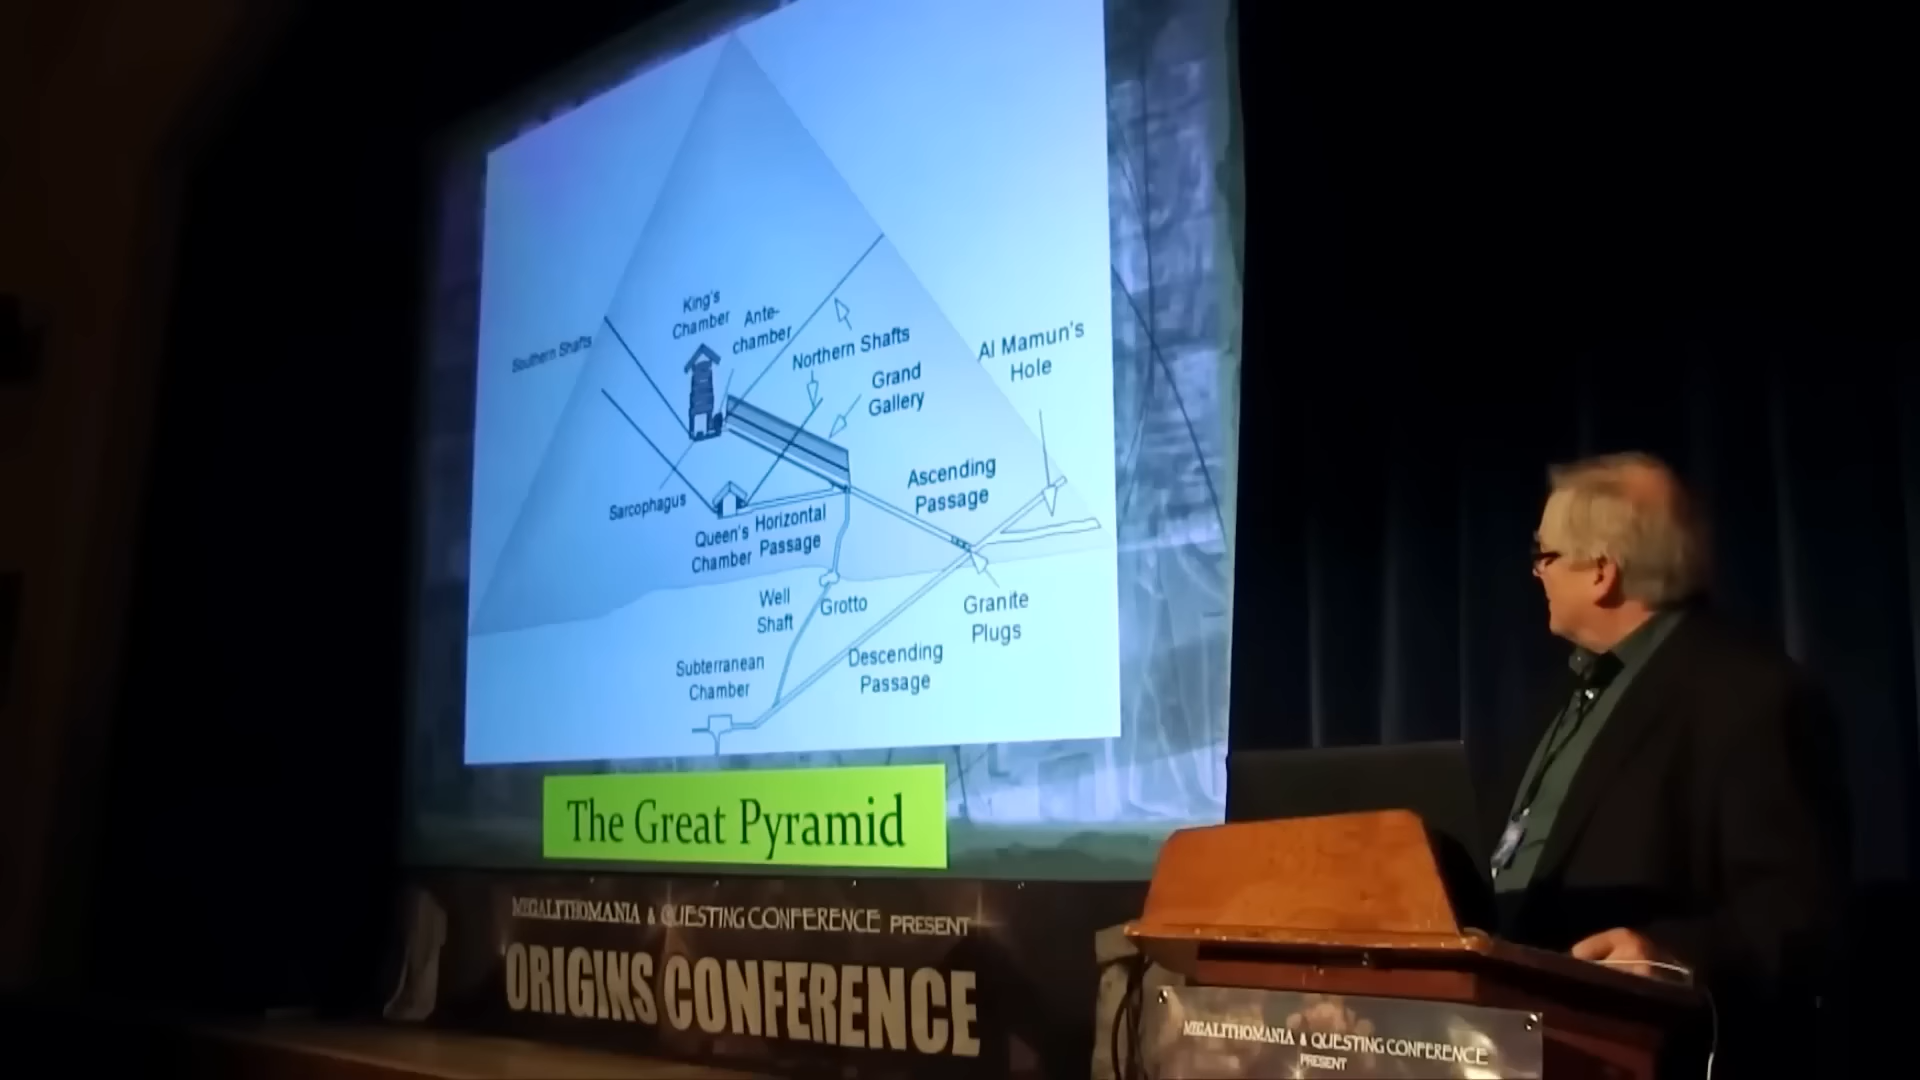 King's
Chamber
Ante-
chamber
Southern Shafts
Northern Shafts
Al Mamun's
Hole
Grand
Gallery
Ascending
Passage
Sarcophagus
Queen's
Chamber
Horizontal
Passage
Well
Shaft
Grotto
Granite
Plugs
Subterranean
Chamber
Descending
Passage
The Great Pyramid
MEGALITHOMANIA & QUESTING CONFERENCE PRESENT
ORIGINS CONFERENCE
MEGALITHOMANIA & QUESTING CONFERENCE
PRESENT